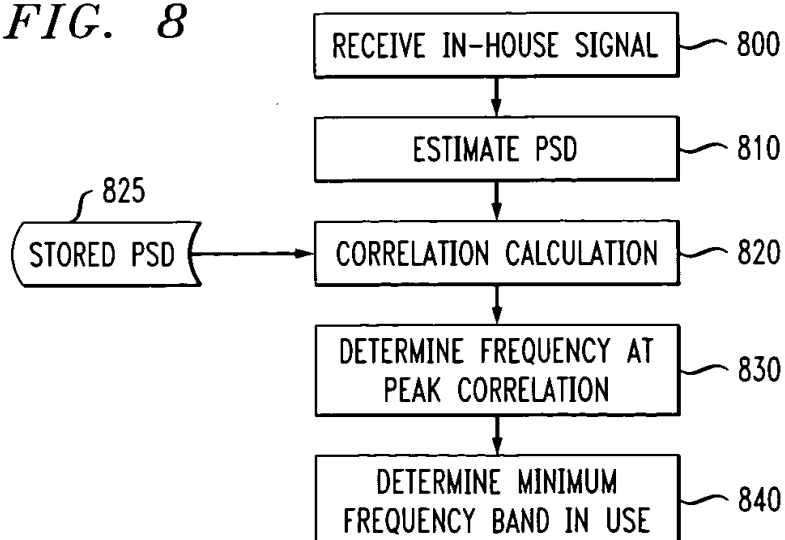 FIG. 8
RECEIVE IN-HOUSE SIGNAL
800
ESTIMATE PSD
810
825
STORED PSD
CORRELATION CALCULATION
820
DETERMINE FREQUENCY AT
PEAK CORRELATION
830
DETERMINE MINIMUM
FREQUENCY BAND IN USE
840